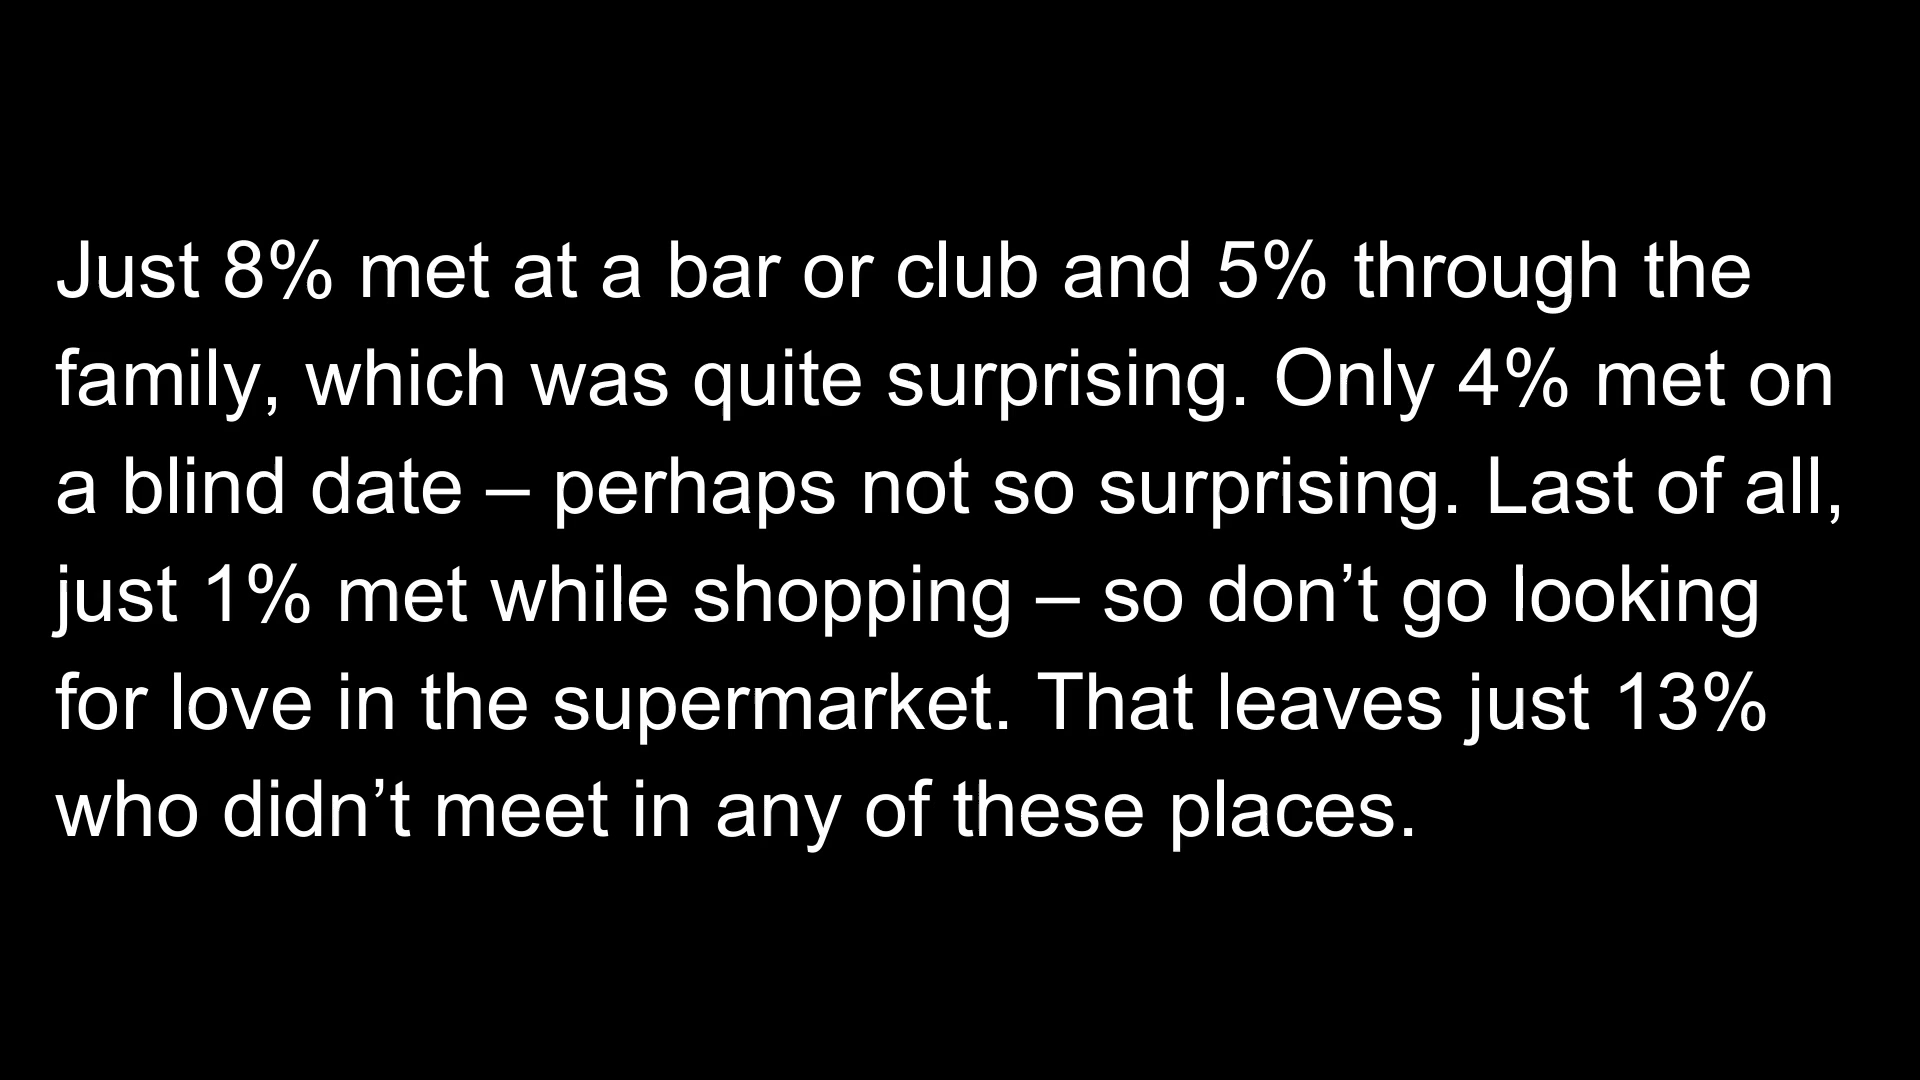 Just 8% met at a bar or club and 5% through the
family, which was quite surprising. Only 4% met on
a blind date – perhaps not so surprising. Last of all,
just 1% met while shopping – so don’t go looking
for love in the supermarket. That leaves just 13%
who didn’t meet in any of these places.